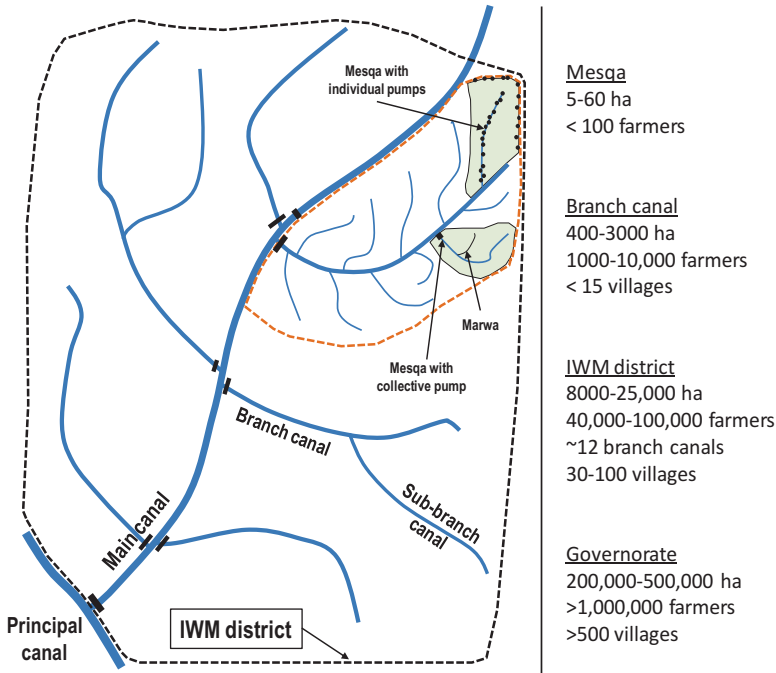 Mesqa with
individual pumps
Marwa
Mesqa with
collective pump
Branch canal
Sub-branch
canal
Main canal
Principal
canal
IWM district
Mesqa
5-60 ha
< 100 farmers
Branch canal
400-3000 ha
1000-10,000 farmers
< 15 villages
IWM district
8000-25,000 ha
40,000-100,000 farmers
~12 branch canals
30-100 villages
Governorate
200,000-500,000 ha
>1,000,000 farmers
>500 villages